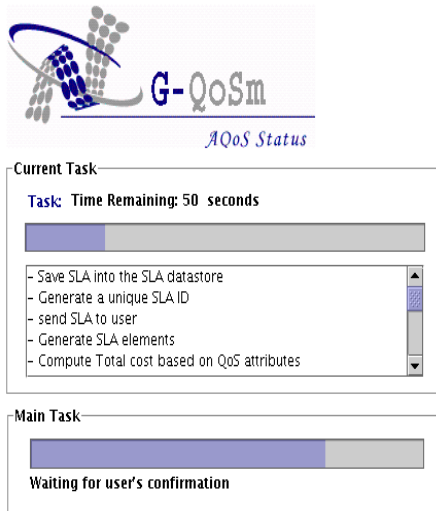 G-QoSm
AQoS Status
Current Task
Task: Time Remaining: 50 seconds
- Save SLA into the SLA datastore
- Generate a unique SLA ID
- send SLA to user
- Generate SLA elements
- Compute Total cost based on QoS attributes
Main Task
Waiting for user's confirmation